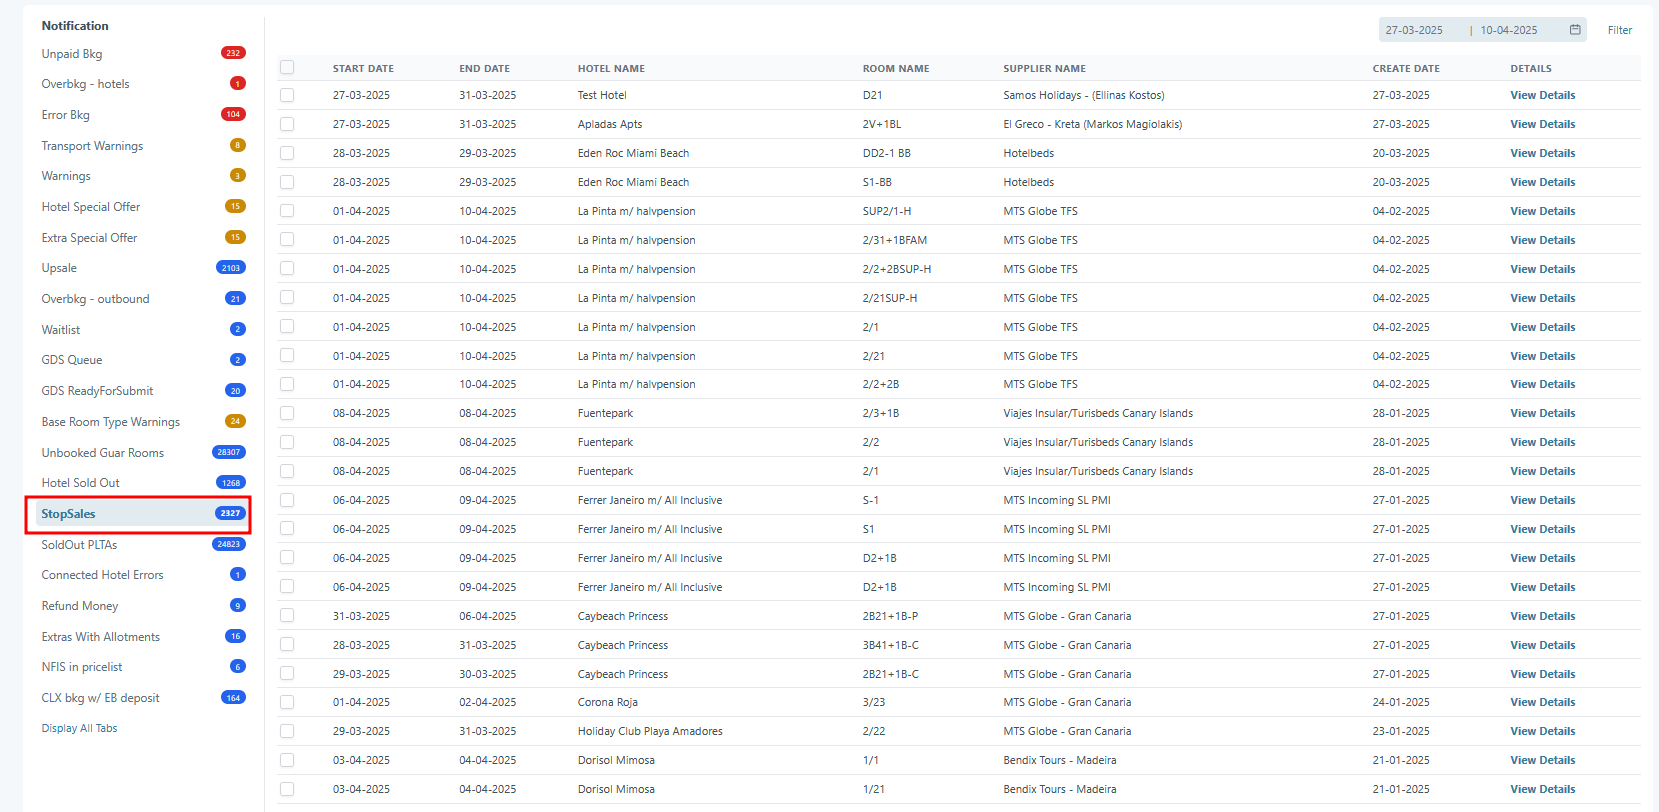 Notification
Unpaid Bkg 232
Overbkg - hotels 1
Error Bkg 104
Transport Warnings 8
Warnings 3
Hotel Special Offer 15
Extra Special Offer 15
Upsale 2103
Overbkg - outbound 21
Waitlist 2
GDS Queue 2
GDS ReadyForSubmit 20
Base Room Type Warnings 24
Unbooked Guar Rooms 28307
Hotel Sold Out 1268
StopSales 2327
SoldOut PLTAs 24823
Connected Hotel Errors 1
Refund Money 9
Extras With Allotments 16
NFIS in pricelist 6
CLX bkg w/ EB deposit 164
Display All Tabs
27-03-2025 | 10-04-2025 Filter
START DATE END DATE HOTEL NAME ROOM NAME SUPPLIER NAME CREATE DATE DETAILS
27-03-2025 31-03-2025 Test Hotel D21 Samos Holidays - (Ellinas Kostos) 27-03-2025 View Details
27-03-2025 31-03-2025 Apladas Apts 2V+1BL El Greco - Kreta (Markos Magiolakis) 27-03-2025 View Details
28-03-2025 29-03-2025 Eden Roc Miami Beach DD2-1 BB Hotelbeds 20-03-2025 View Details
28-03-2025 29-03-2025 Eden Roc Miami Beach S1-BB Hotelbeds 20-03-2025 View Details
01-04-2025 10-04-2025 La Pinta m/ halvpension SUP2/1-H MTS Globe TFS 04-02-2025 View Details
01-04-2025 10-04-2025 La Pinta m/ halvpension 2/31+1BFAM MTS Globe TFS 04-02-2025 View Details
01-04-2025 10-04-2025 La Pinta m/ halvpension 2/2+2BSUP-H MTS Globe TFS 04-02-2025 View Details
01-04-2025 10-04-2025 La Pinta m/ halvpension 2/21SUP-H MTS Globe TFS 04-02-2025 View Details
01-04-2025 10-04-2025 La Pinta m/ halvpension 2/1 MTS Globe TFS 04-02-2025 View Details
01-04-2025 10-04-2025 La Pinta m/ halvpension 2/21 MTS Globe TFS 04-02-2025 View Details
01-04-2025 10-04-2025 La Pinta m/ halvpension 2/2+2B MTS Globe TFS 04-02-2025 View Details
08-04-2025 08-04-2025 Fuentepark 2/3+1B Viajes Insular/Turisbeds Canary Islands 28-01-2025 View Details
08-04-2025 08-04-2025 Fuentepark 2/2 Viajes Insular/Turisbeds Canary Islands 28-01-2025 View Details
08-04-2025 08-04-2025 Fuentepark 2/1 Viajes Insular/Turisbeds Canary Islands 28-01-2025 View Details
06-04-2025 09-04-2025 Ferrer Janeiro m/ All Inclusive S-1 MTS Incoming SL PMI 27-01-2025 View Details
06-04-2025 09-04-2025 Ferrer Janeiro m/ All Inclusive S1 MTS Incoming SL PMI 27-01-2025 View Details
06-04-2025 09-04-2025 Ferrer Janeiro m/ All Inclusive D2+1B MTS Incoming SL PMI 27-01-2025 View Details
06-04-2025 09-04-2025 Ferrer Janeiro m/ All Inclusive D2+1B MTS Incoming SL PMI 27-01-2025 View Details
31-03-2025 06-04-2025 Caybeach Princess 2B21+1B-P MTS Globe - Gran Canaria 27-01-2025 View Details
28-03-2025 31-03-2025 Caybeach Princess 3B41+1B-C MTS Globe - Gran Canaria 27-01-2025 View Details
29-03-2025 30-03-2025 Caybeach Princess 2B21+1B-C MTS Globe - Gran Canaria 27-01-2025 View Details
01-04-2025 02-04-2025 Corona Roja 3/23 MTS Globe - Gran Canaria 24-01-2025 View Details
29-03-2025 31-03-2025 Holiday Club Playa Amadores 2/22 MTS Globe - Gran Canaria 23-01-2025 View Details
03-04-2025 04-04-2025 Dorisol Mimosa 1/1 Bendix Tours - Madeira 21-01-2025 View Details
03-04-2025 04-04-2025 Dorisol Mimosa 1/21 Bendix Tours - Madeira 21-01-2025 View Details